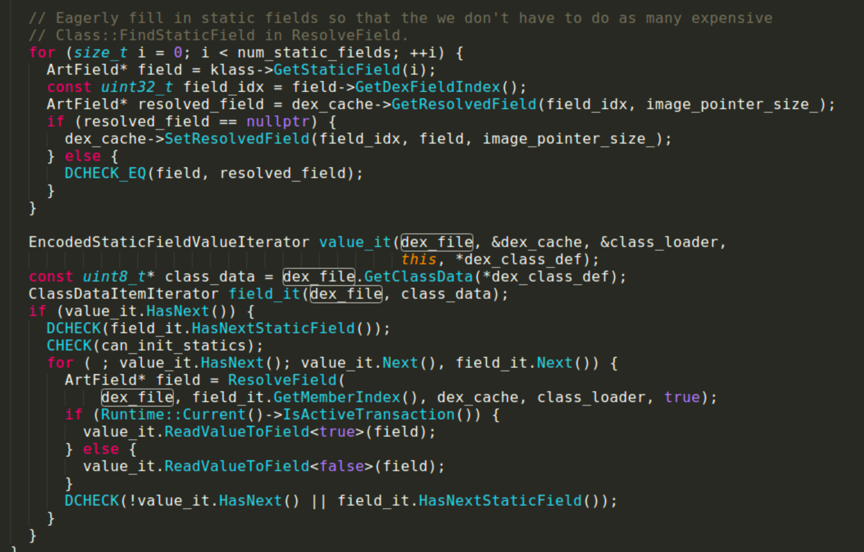 // Eagerly fill in static fields so that the we don't have to do as many expensive
// Class::FindStaticField in ResolveField.
for (size_t i = 0; i < num_static_fields; ++i) {
  ArtField* field = klass->GetStaticField(i);
  const uint32_t field_idx = field->GetDexFieldIndex();
  ArtField* resolved_field = dex_cache->GetResolvedField(field_idx, image_pointer_size_);
  if (resolved_field == nullptr) {
    dex_cache->SetResolvedField(field_idx, field, image_pointer_size_);
  } else {
    DCHECK_EQ(field, resolved_field);
  }
}

EncodedStaticFieldValueIterator value_it(dex_file, &dex_cache, &class_loader,
                                         this, *dex_class_def);
const uint8_t* class_data = dex_file.GetClassData(*dex_class_def);
ClassDataItemIterator field_it(dex_file, class_data);
if (value_it.HasNext()) {
  DCHECK(field_it.HasNextStaticField());
  CHECK(can_init_statics);
  for ( ; value_it.HasNext(); value_it.Next(), field_it.Next()) {
    ArtField* field = ResolveField(
        dex_file, field_it.GetMemberIndex(), dex_cache, class_loader, true);
    if (Runtime::Current()->IsActiveTransaction()) {
      value_it.ReadValueToField<true>(field);
    } else {
      value_it.ReadValueToField<false>(field);
    }
    DCHECK(!value_it.HasNext() || field_it.HasNextStaticField());
  }
}